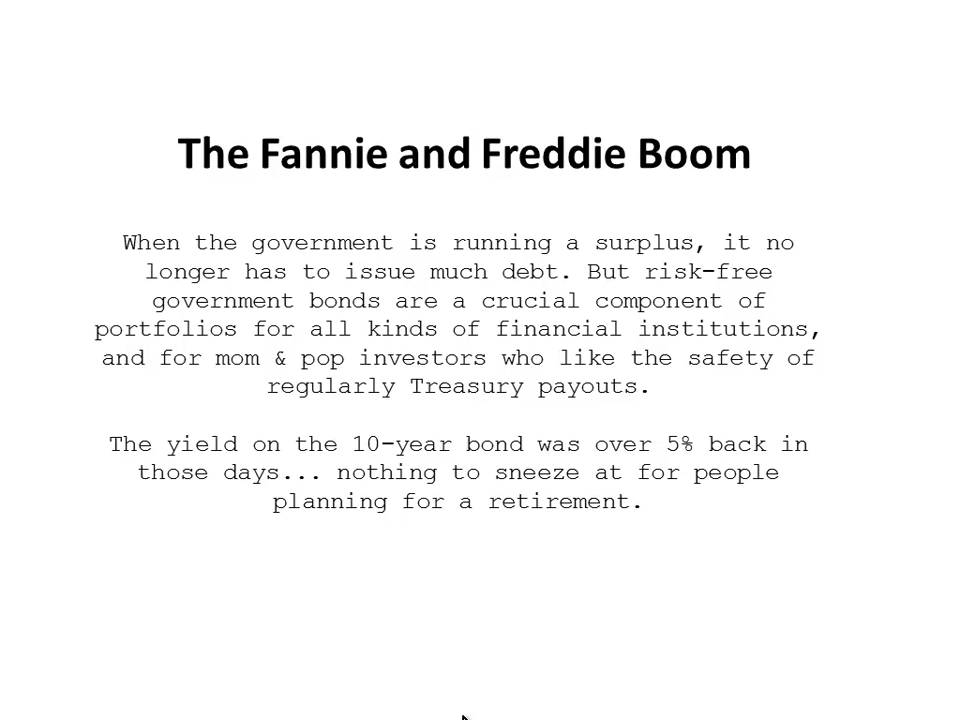 The Fannie and Freddie Boom
When the government is running a surplus, it no
longer has to issue much debt. But risk-free
government bonds are a crucial component of
portfolios for all kinds of financial institutions,
and for mom & pop investors who like the safety of
regularly Treasury payouts.
The yield on the 10-year bond was over 5% back in
those days... nothing to sneeze at for people
planning for a retirement.